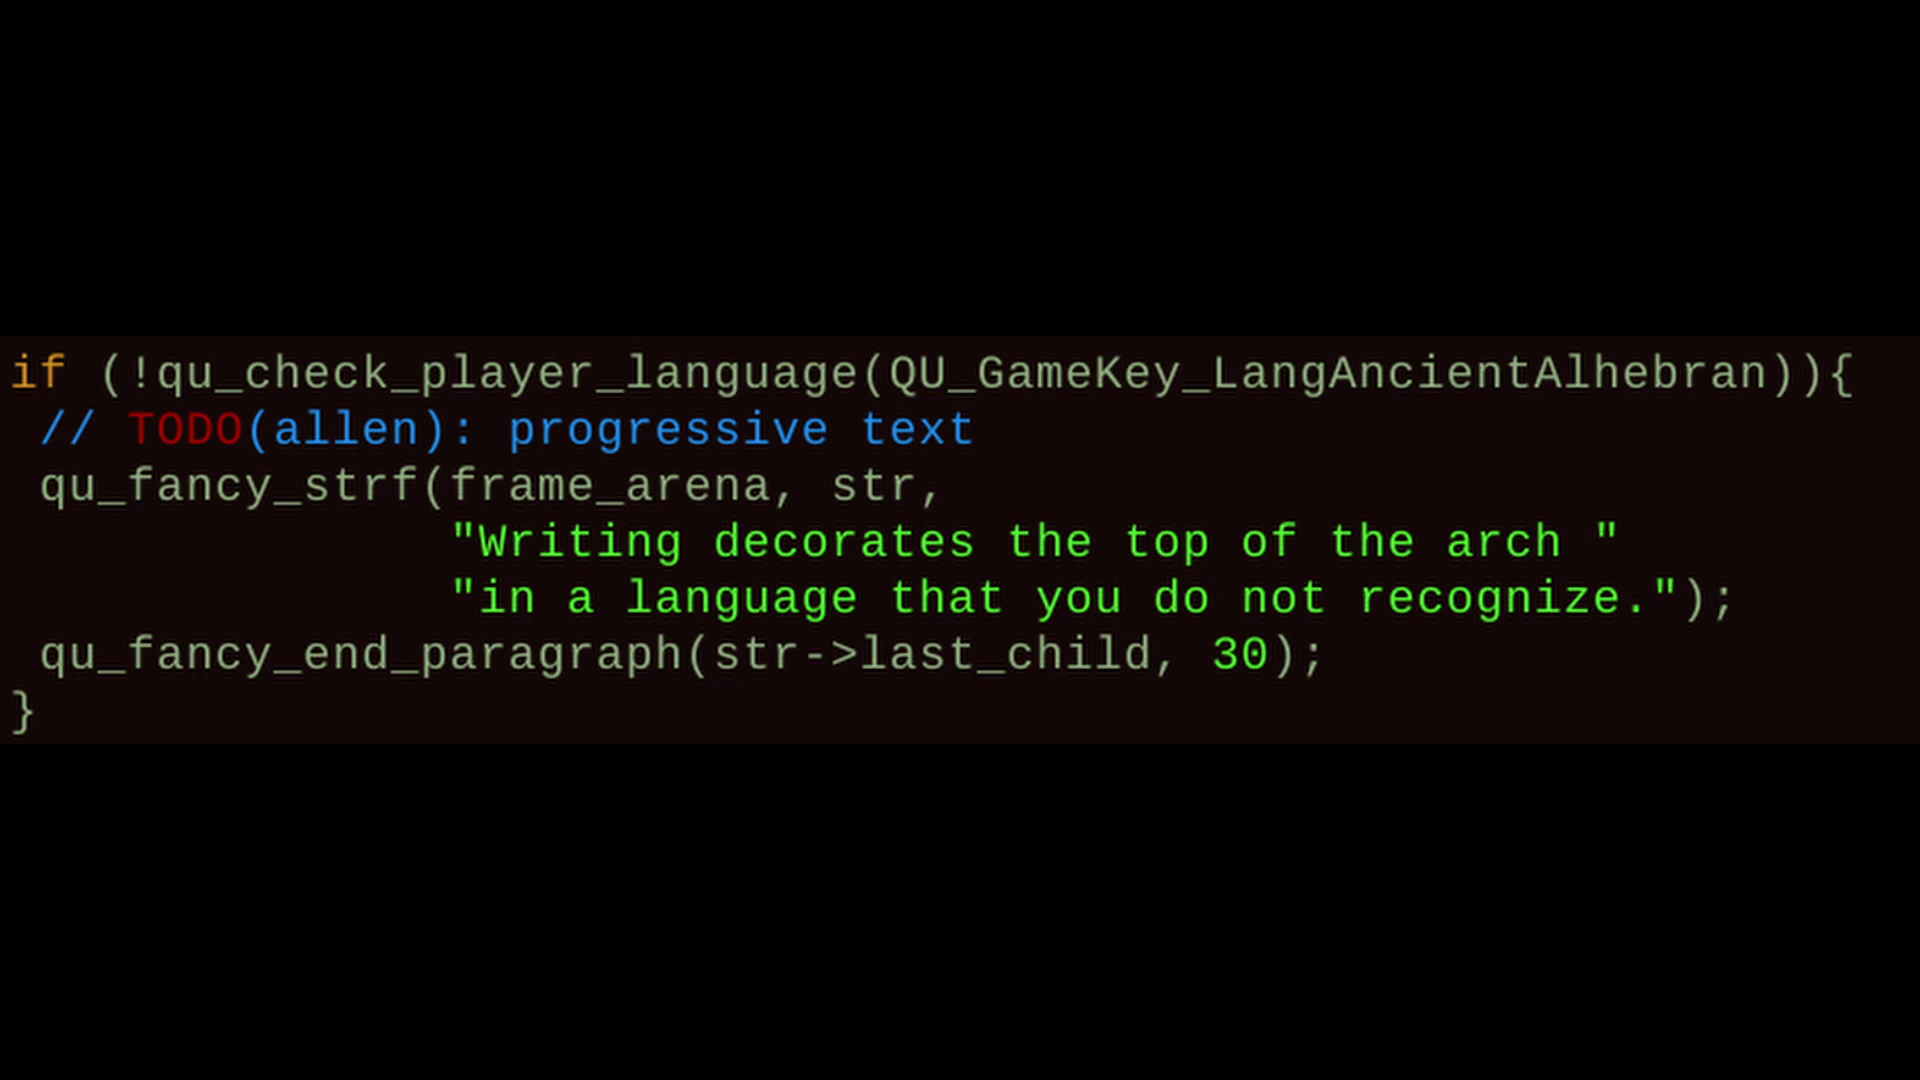 if (!qu_check_player_language(QU_GameKey_LangAncientAlhebran)){
// TODO(allen): progressive text
qu_fancy_strf(frame_arena, str,
"Writing decorates the top of the arch "
"in a language that you do not recognize.");
qu_fancy_end_paragraph(str->last_child, 30);
}